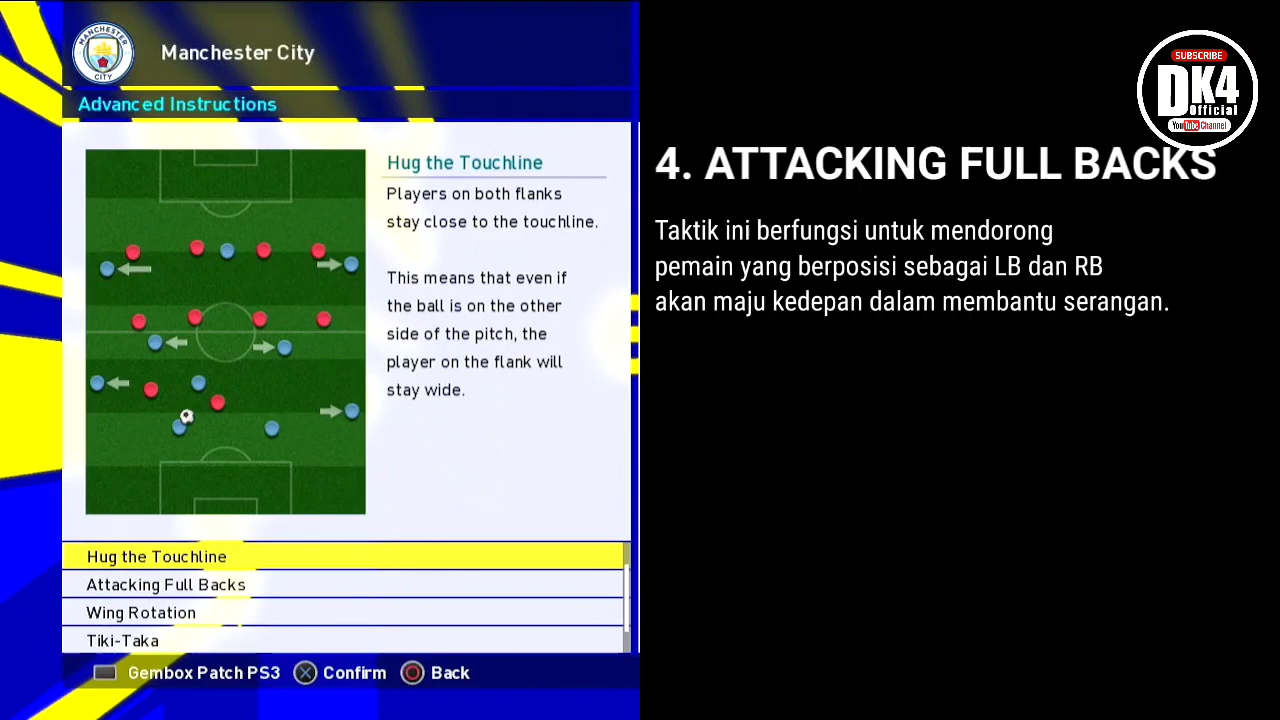 MANCHESTER
CITY
Manchester City
Advanced Instructions
Hug the Touchline
Players on both flanks
stay close to the touchline.
This means that even if
the ball is on the other
side of the pitch, the
player on the flank will
stay wide.
Hug the Touchline
Attacking Full Backs
Wing Rotation
Tiki-Taka
Gembox Patch PS3
Confirm
Back
SUBSCRIBE
DK4
Official
YouTube Channel
4. ATTACKING FULL BACKS
Taktik ini berfungsi untuk mendorong
pemain yang berposisi sebagai LB dan RB
akan maju kedepan dalam membantu serangan.